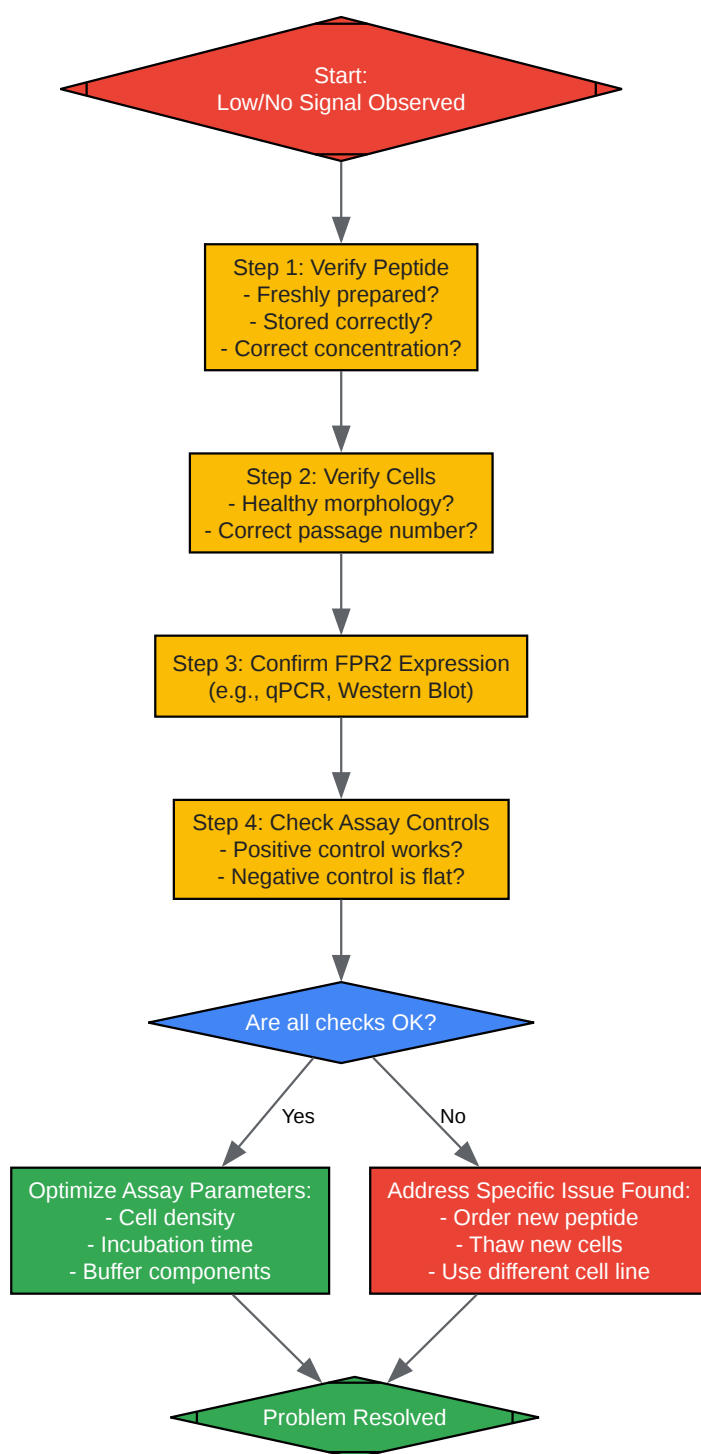 Start:
Low/No Signal Observed
Step 1: Verify Peptide
- Freshly prepared?
- Stored correctly?
- Correct concentration?
Step 2: Verify Cells
- Healthy morphology?
- Correct passage number?
Step 3: Confirm FPR2 Expression
(e.g., qPCR, Western Blot)
Step 4: Check Assay Controls
- Positive control works?
- Negative control is flat?
Are all checks OK?
Yes
No
Optimize Assay Parameters:
- Cell density
- Incubation time
- Buffer components
Address Specific Issue Found:
- Order new peptide
- Thaw new cells
- Use different cell line
Problem Resolved